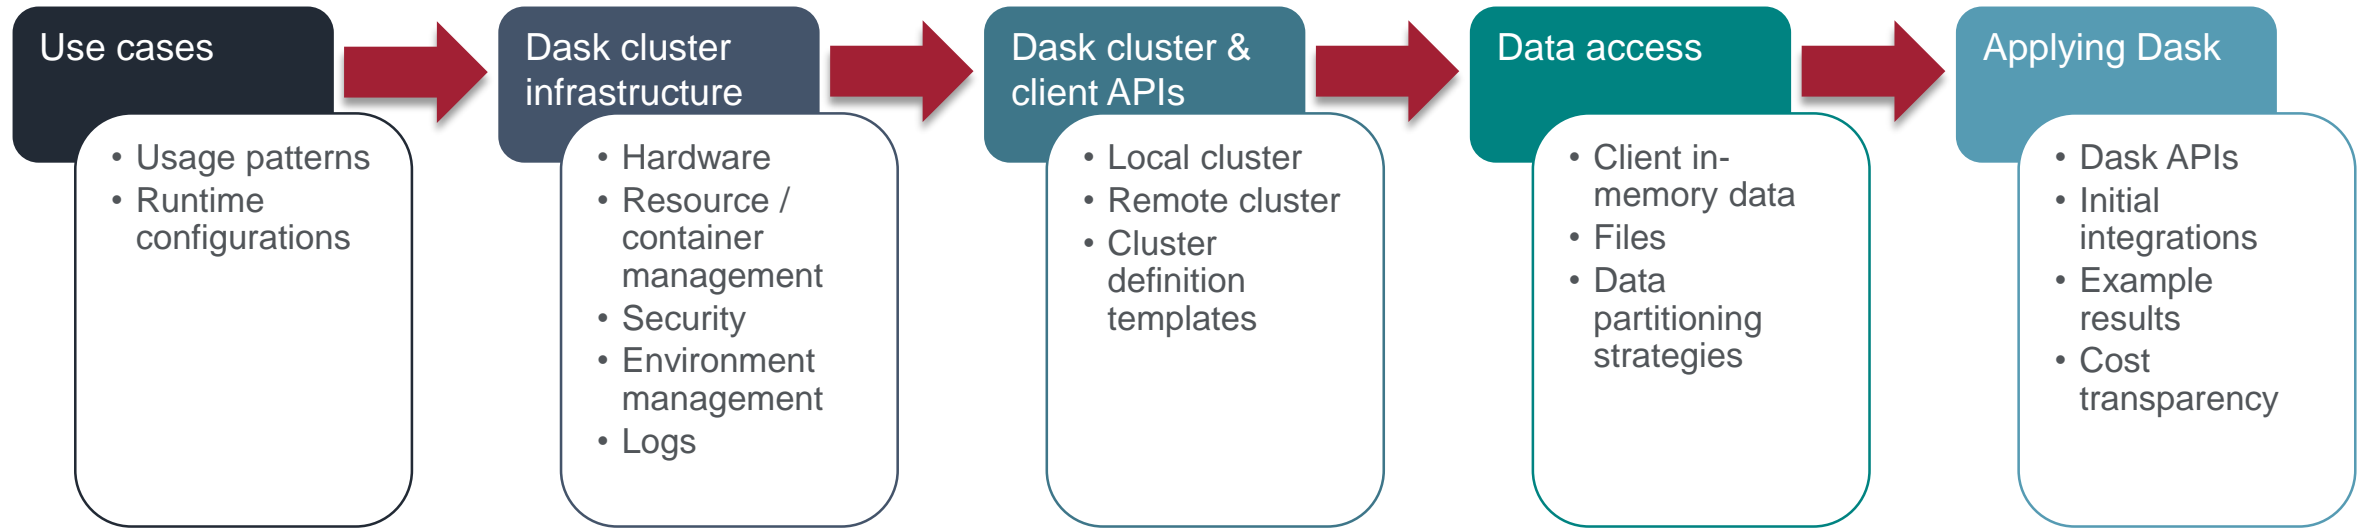 Use cases
• Usage patterns
• Runtime
configurations
Dask cluster
infrastructure
• Hardware
• Resource /
container
management
• Security
• Environment
management
• Logs
Dask cluster &
client APIs
• Local cluster
• Remote cluster
• Cluster
definition
templates
Data access
• Client in-
memory data
• Files
• Data
partitioning
strategies
Applying Dask
• Dask APIs
• Initial
integrations
• Example
results
• Cost
transparency